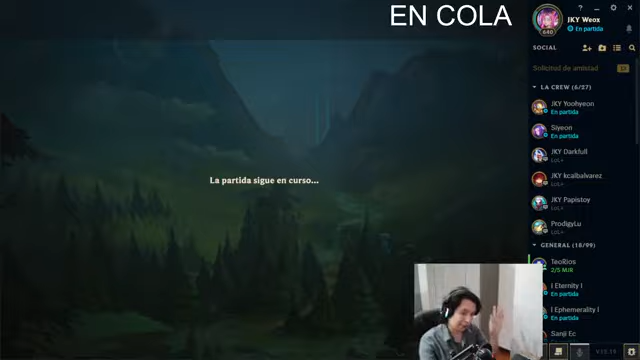 EN COLA
JKY Weox
En partida
640
SOCIAL
Solicitud de amistad
LA CREW (6/27)
JKY Yoohyeon
En partida
Siyeon
En partida
JKY Darkfull
LoL+
JKY kcalbalvarez
LoL+
JKY Papistoy
LoL+
ProdigyLu
LoL+
GENERAL (18/99)
TeoRios
2/5 MJR
I Eternity I
En partida
I Ephemerality I
En partida
Sanji Ec
La partida sigue en curso...